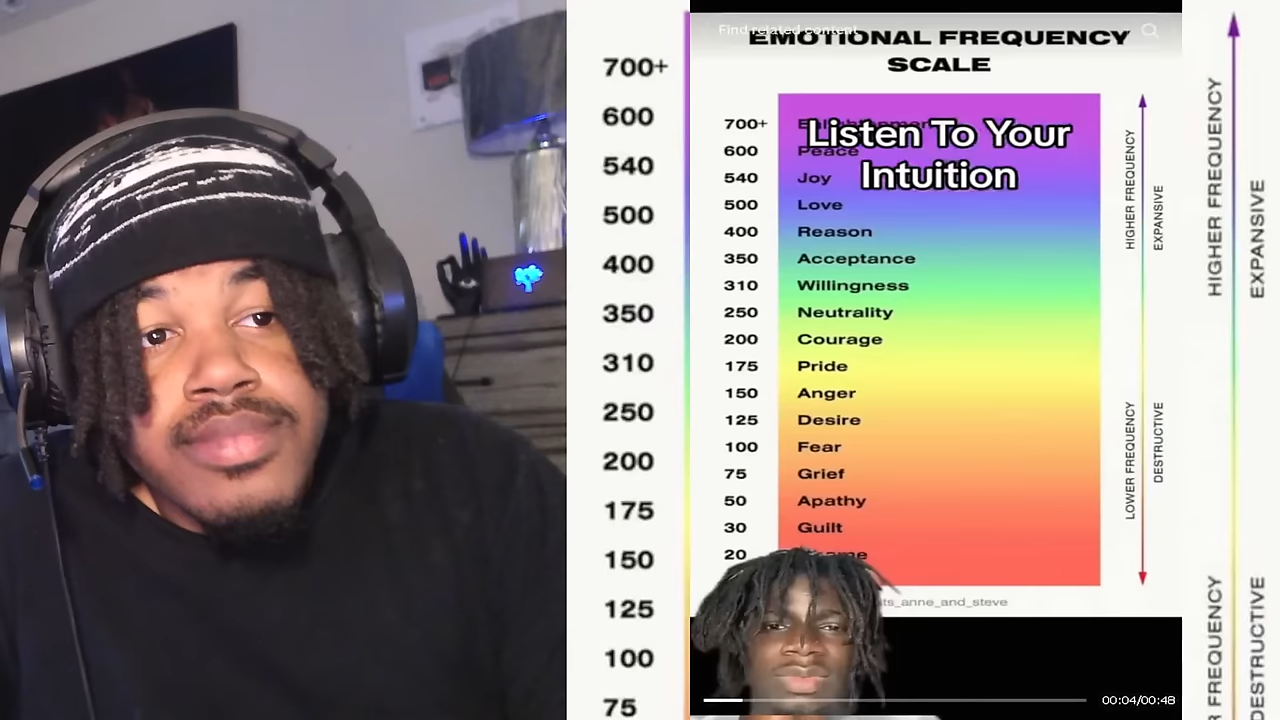 700+
600
540
500
400
350
310
250
200
175
150
125
100
75
Find related content
EMOTIONAL FREQUENCY
SCALE
Listen To Your
Intuition
700+
600 Peace
540 Joy
500 Love
400 Reason
350 Acceptance
310 Willingness
250 Neutrality
200 Courage
175 Pride
150 Anger
125 Desire
100 Fear
75 Grief
50 Apathy
30 Guilt
20
HIGHER FREQUENCY
EXPANSIVE
LOWER FREQUENCY
DESTRUCTIVE
_anne_and_steve
00:04/00:48
HIGHER FREQUENCY
EXPANSIVE
FREQUENCY
DESTRUCTIVE